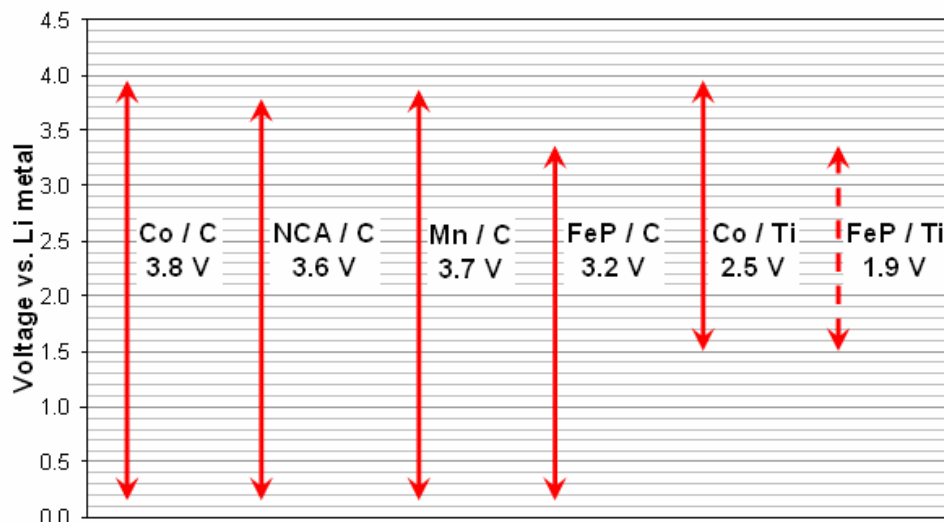 Voltage vs. Li metal
4.5
4.0
3.5
3.0
2.5
2.0
1.5
1.0
0.5
0.0
Co / C
3.8 V
NCA / C
3.6 V
Mn / C
3.7 V
FeP / C
3.2 V
Co / Ti
2.5 V
FeP / Ti
1.9 V